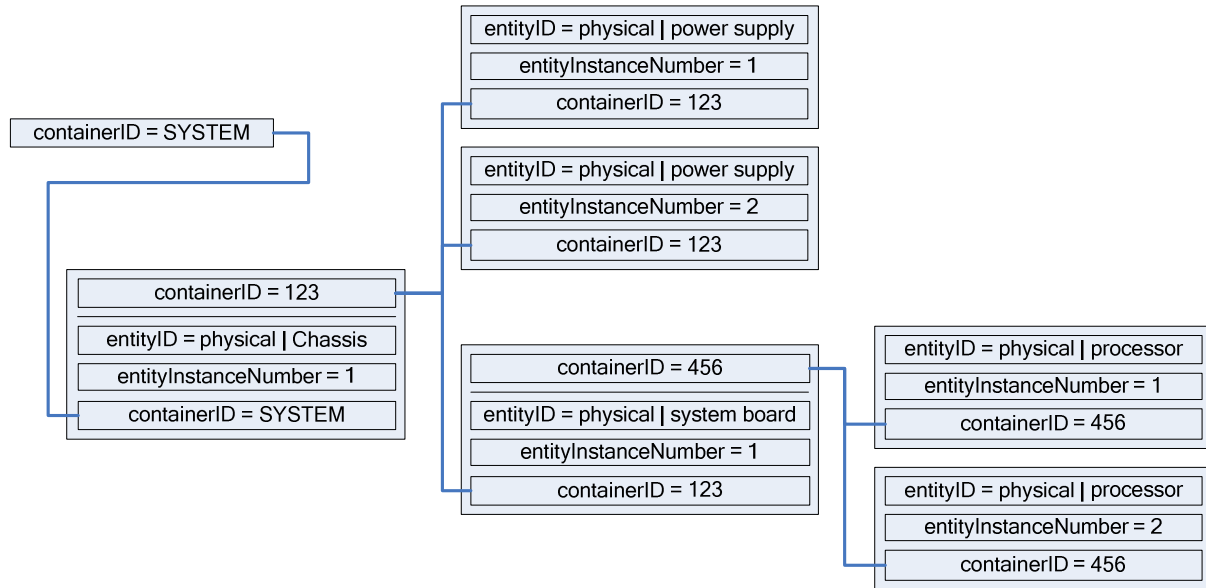 containerID = SYSTEM
containerID = 123
entityID = physical | Chassis
entityInstanceNumber = 1
containerID = SYSTEM
entityID = physical | power supply
entityInstanceNumber = 1
containerID = 123
entityID = physical | power supply
entityInstanceNumber = 2
containerID = 123
containerID = 456
entityID = physical | system board
entityInstanceNumber = 1
containerID = 123
entityID = physical | processor
entityInstanceNumber = 1
containerID = 456
entityID = physical | processor
entityInstanceNumber = 2
containerID = 456